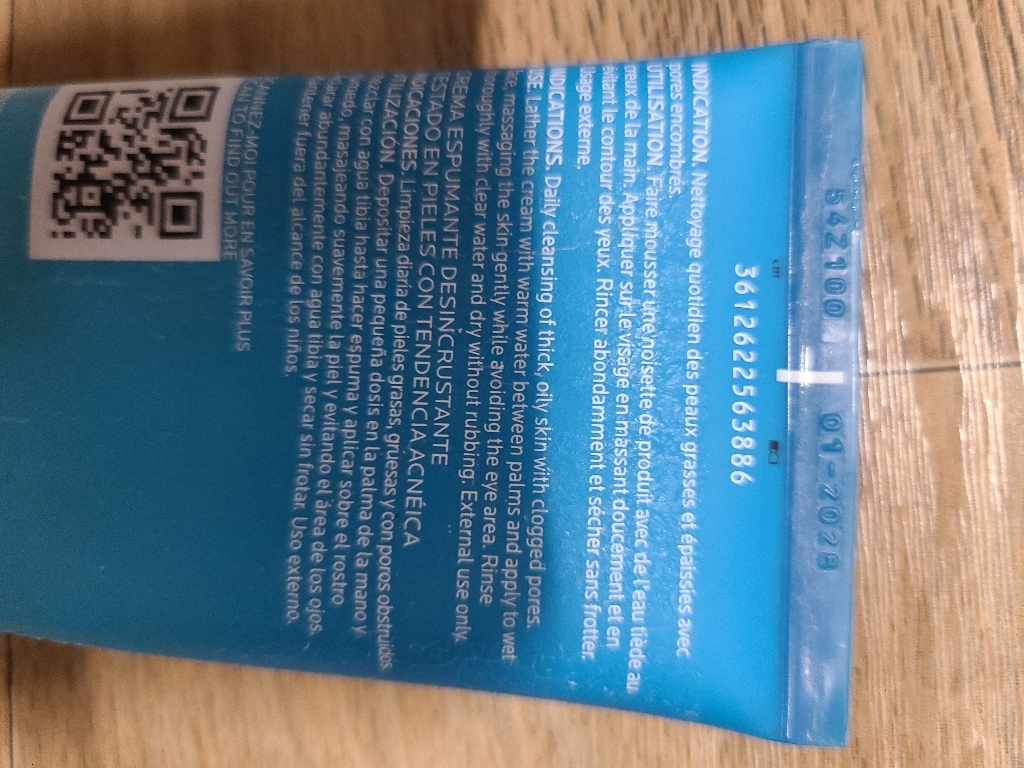 54Z100 01-2028
3612622563886
INDICATION. Nettoyage quotidien des peaux grasses et épaissies avec
pores encombrés.
UTILISATION. Faire mousser une noisette de produit avec de l'eau tiède au
creux de la main. Appliquer sur le visage en massant doucement et en
évitant le contour des yeux. Rincer abondamment et sécher sans frotter.
Usage externe.
INDICATIONS. Daily cleansing of thick, oily skin with clogged pores.
USE. Lather the cream with warm water between palms and apply to wet
massaging the skin gently while avoiding the eye area. Rinse
thoroughly with clear water and dry without rubbing. External use only.
CREMA ESPUMANTE DESINCRUSTANTE
TESTADO EN PIELES CON TENDENCIA ACNÉICA
INDICACIONES. Limpieza diaria de pieles grasas, gruesas y con poros obstruidos.
UTILIZACIÓN. Depositar una pequeña dosis en la palma de la mano y
mezclar con agua tibia hasta hacer espuma y aplicar sobre el rostro
húmedo, masajeando suavemente la piel y evitando el área de los ojos.
Aclarar abundantemente con agua tibia y secar sin frotar. Uso externo.
Mantener fuera del alcance de los niños.
SCANNEZ-MOI POUR EN SAVOIR PLUS
SCAN TO FIND OUT MORE